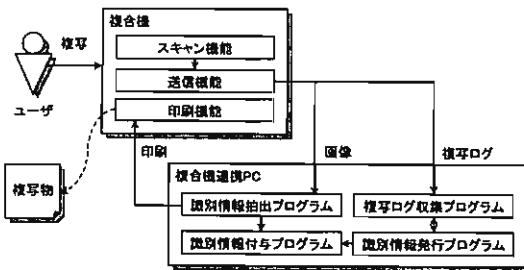 複合機
複写
スキャン機能
送信機能
印刷機能
ユーザ
印刷
画像
複写ログ
複写物
複合機連携PC
識別情報抽出プログラム
複写ログ収集プログラム
識別情報付与プログラム
識別情報発行プログラム